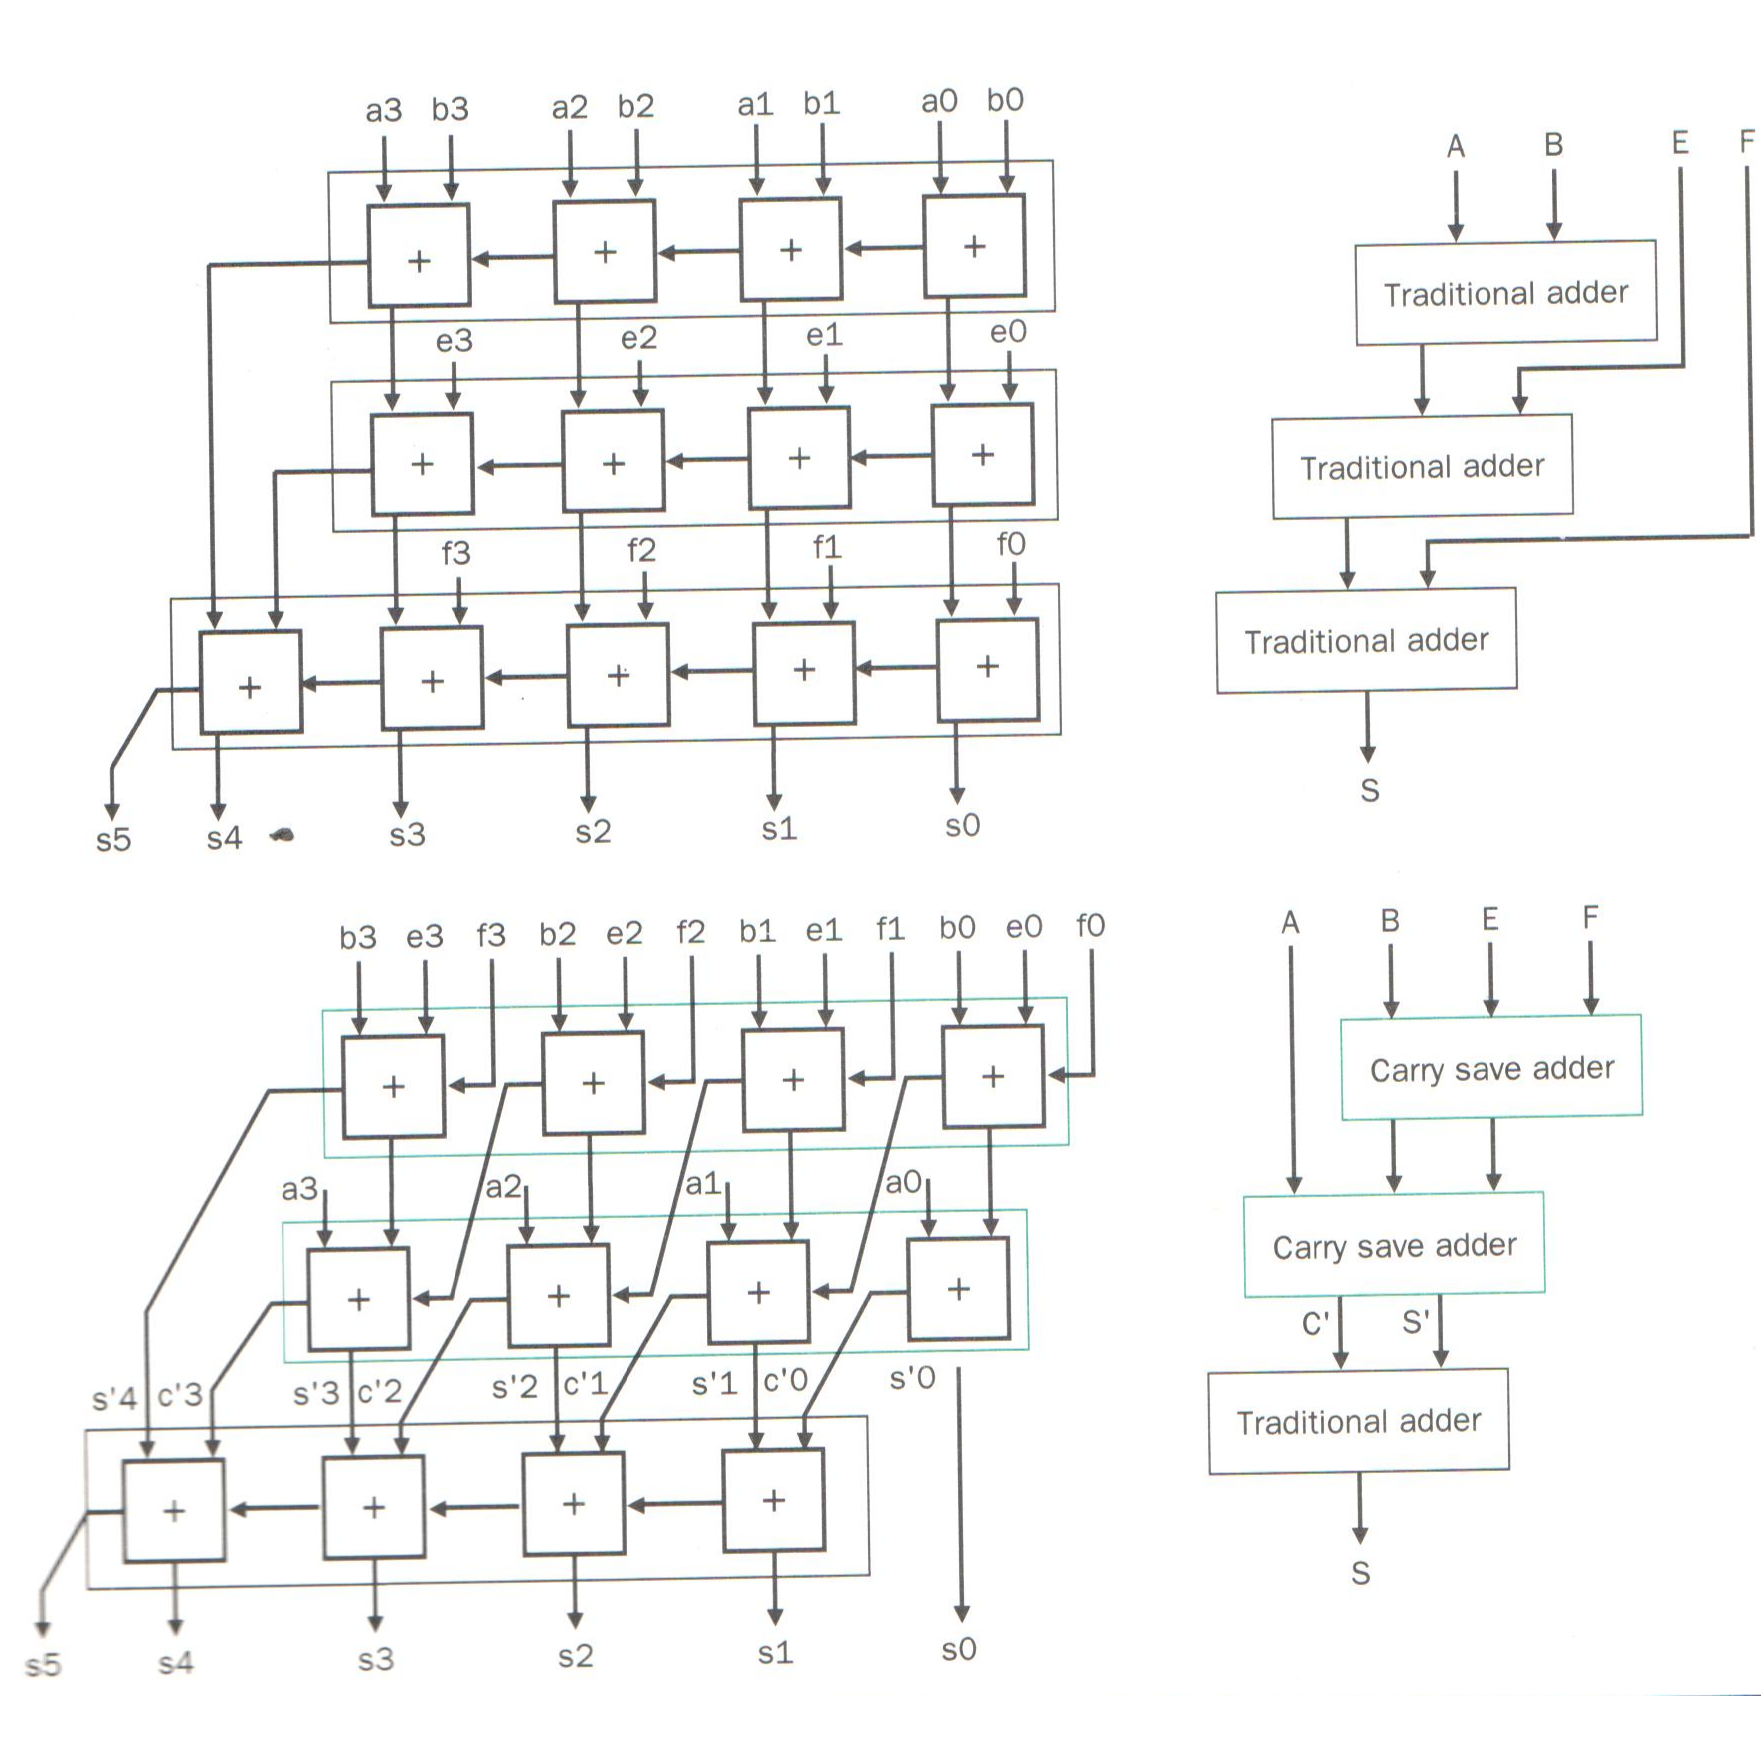 a3 b3 a2 b2 a1 b1 a0 b0
+ + + +
e3 e2 e1 e0
+ + + +
f3 f2 f1 f0
+ + + + +
s5 s4 s3 s2 s1 s0
A B E F
Traditional adder
Traditional adder
Traditional adder
S
b3 e3 f3 b2 e2 f2 b1 e1 f1 b0 e0 f0
+ + + +
a3 a2 a1 a0
+ + + +
s'4 c'3 s'3 c'2 s'2 c'1 s'1 c'0 s'0
+ + + +
s5 s4 s3 s2 s1 s0
A B E F
Carry save adder
Carry save adder
C' S'
Traditional adder
S